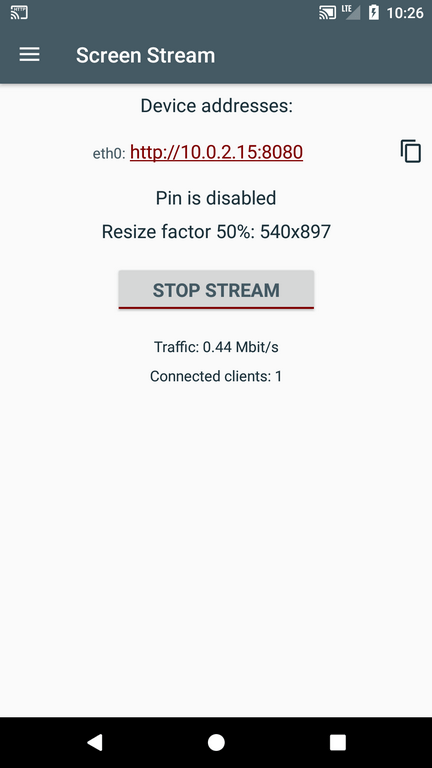 HTTP
LTE
10:26
Screen Stream
Device addresses:
eth0: http://10.0.2.15:8080
Pin is disabled
Resize factor 50%: 540x897
STOP STREAM
Traffic: 0.44 Mbit/s
Connected clients: 1